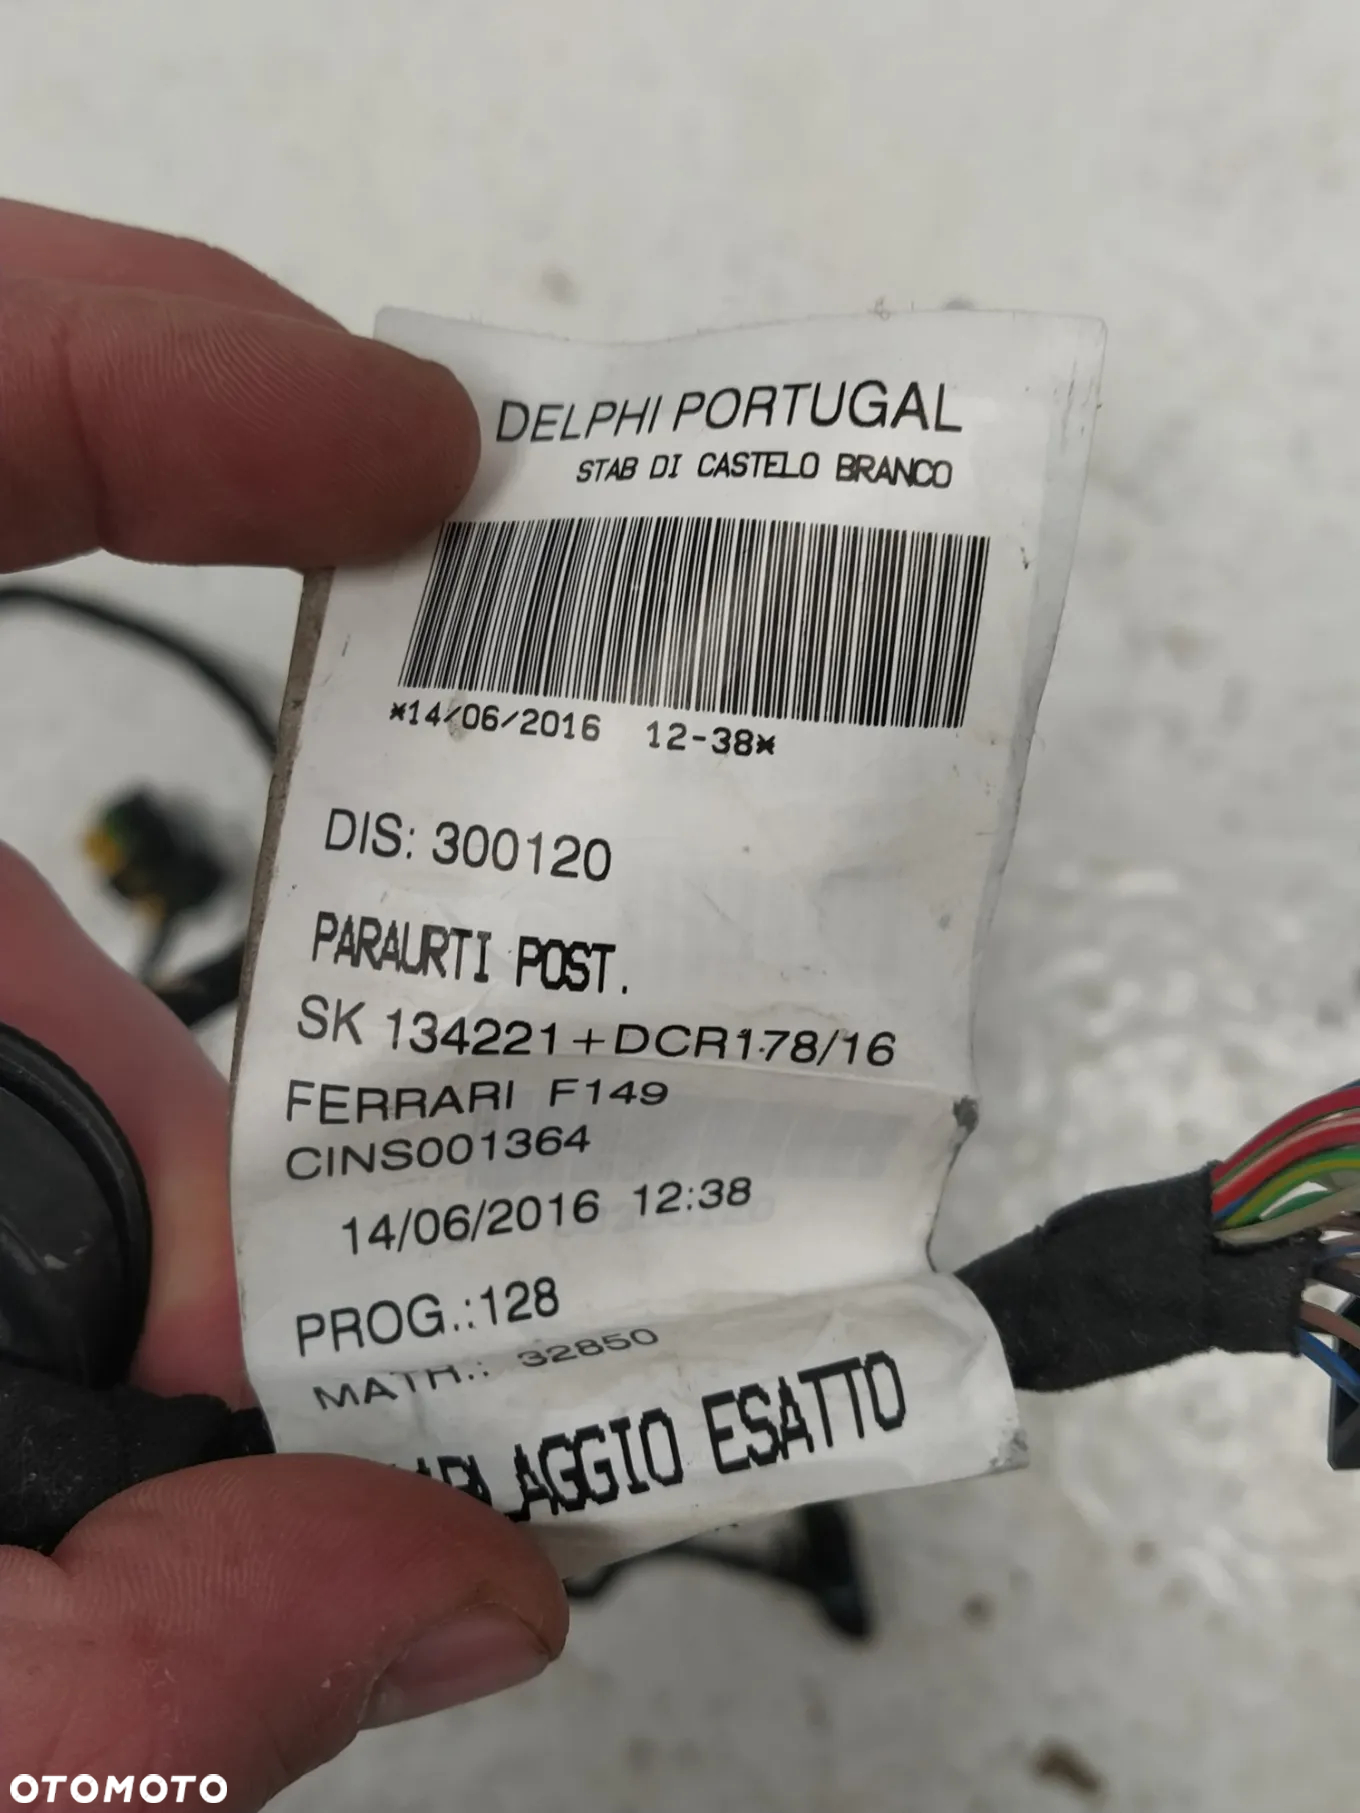 DELPHI PORTUGAL
STAB DI CASTELO BRANCO
*14/06/2016 12-38*
DIS: 300120
PARAURTI POST.
SK 134221+DCR178/16
FERRARI F149
CINS001364
14/06/2016 12:38
PROG.:128
MATR.: 32850
ESATTO
OTOMOTO